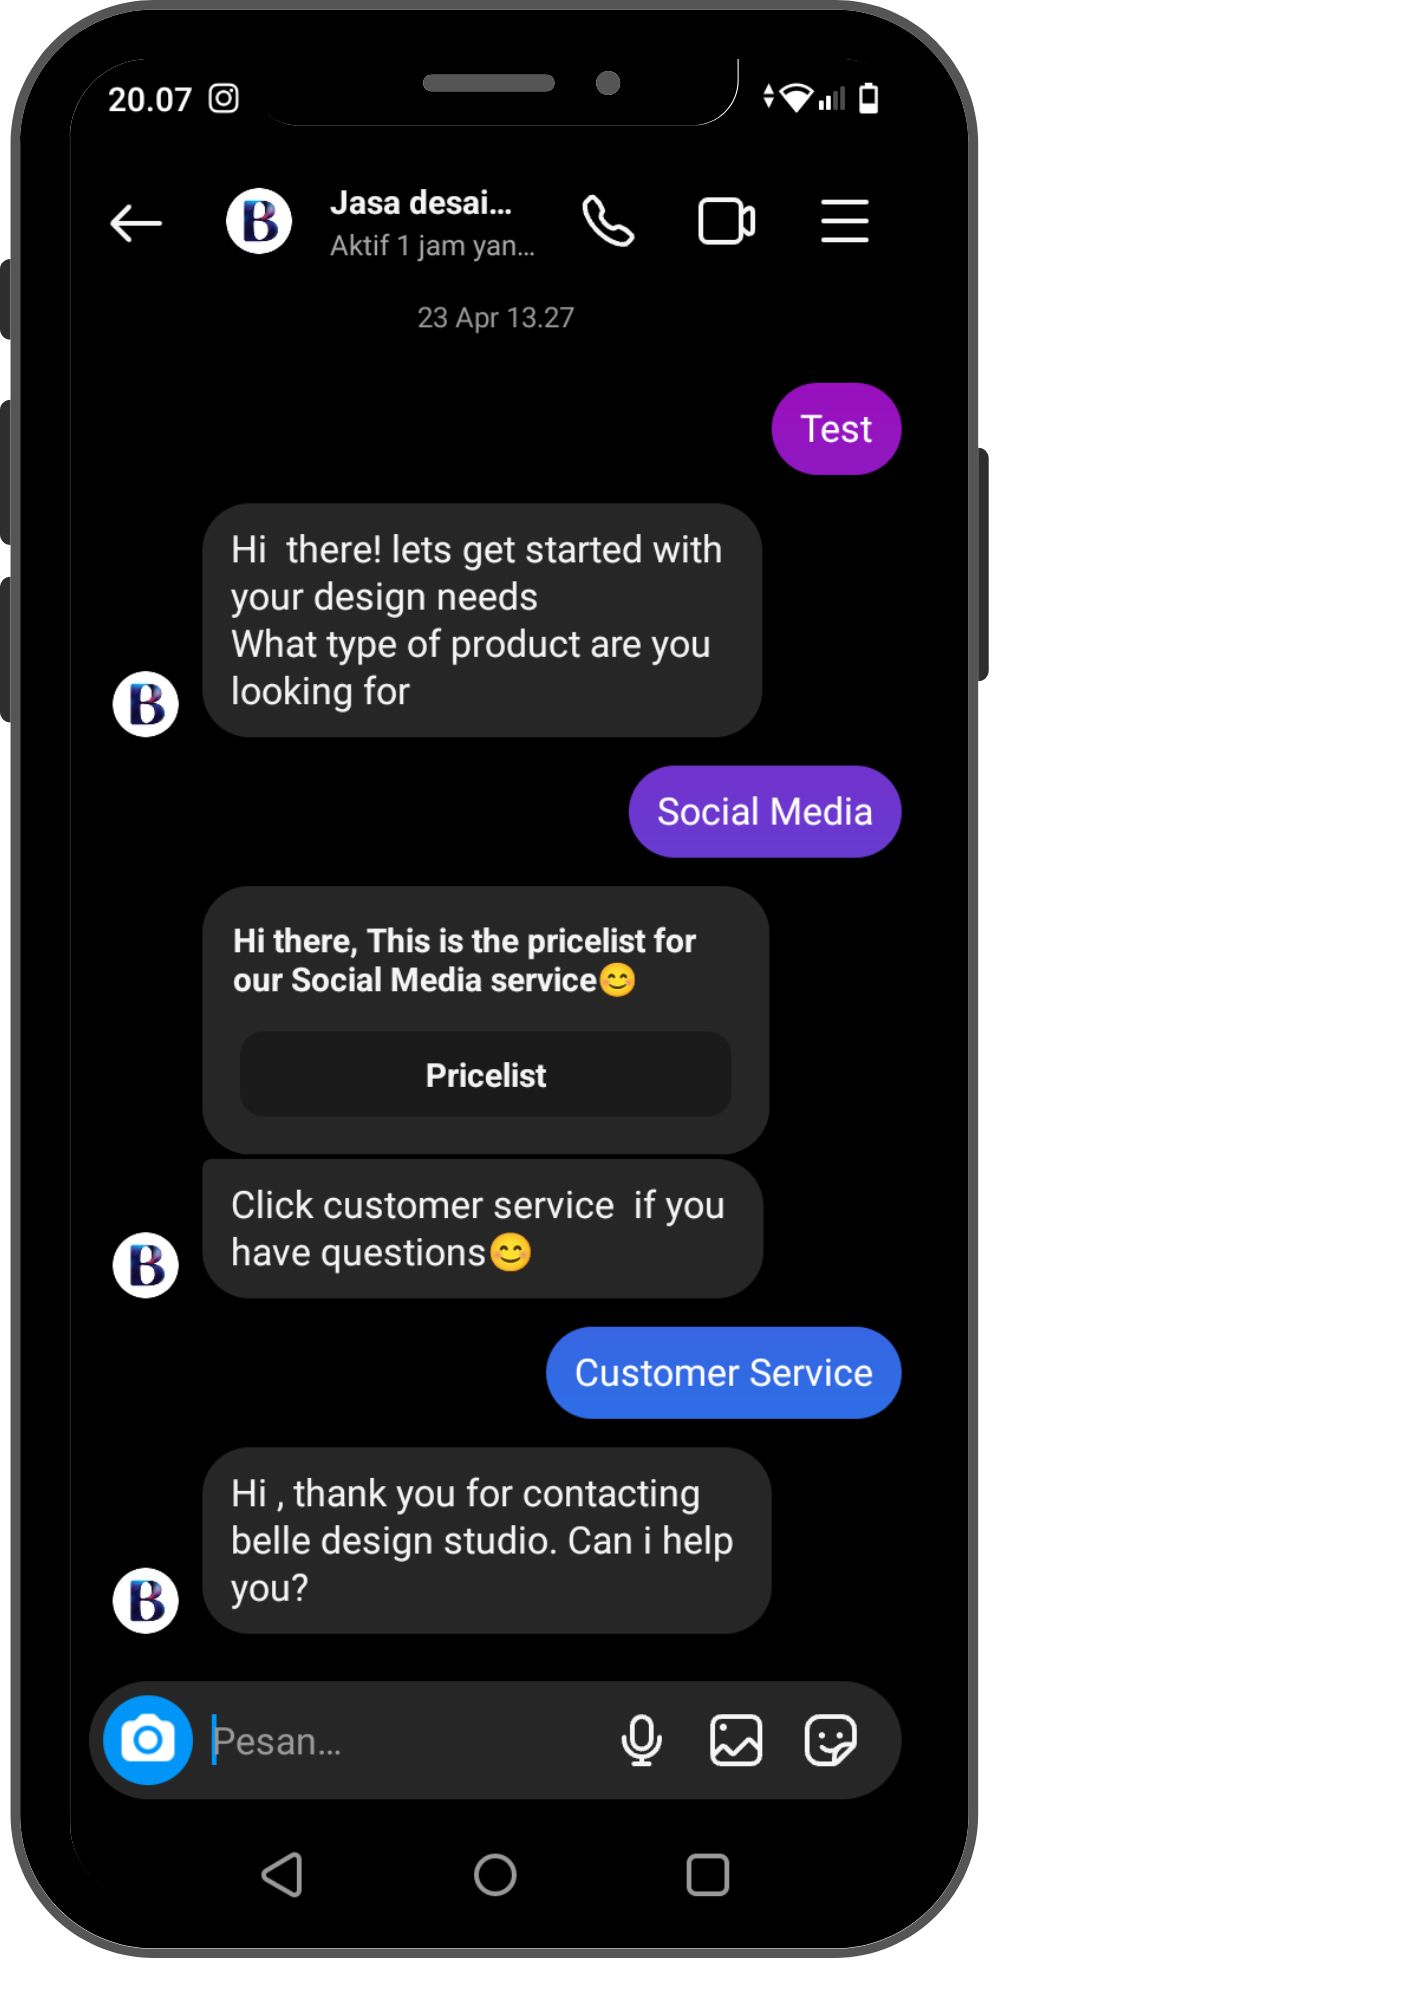 20.07
Jasa desai...
Aktif 1 jam yan...
23 Apr 13.27
Test
Hi  there! lets get started with
your design needs
What type of product are you
looking for
B
Social Media
Hi there, This is the pricelist for
our Social Media service😊
Pricelist
Click customer service  if you
have questions😊
B
Customer Service
Hi , thank you for contacting
belle design studio. Can i help
you?
B
Pesan...